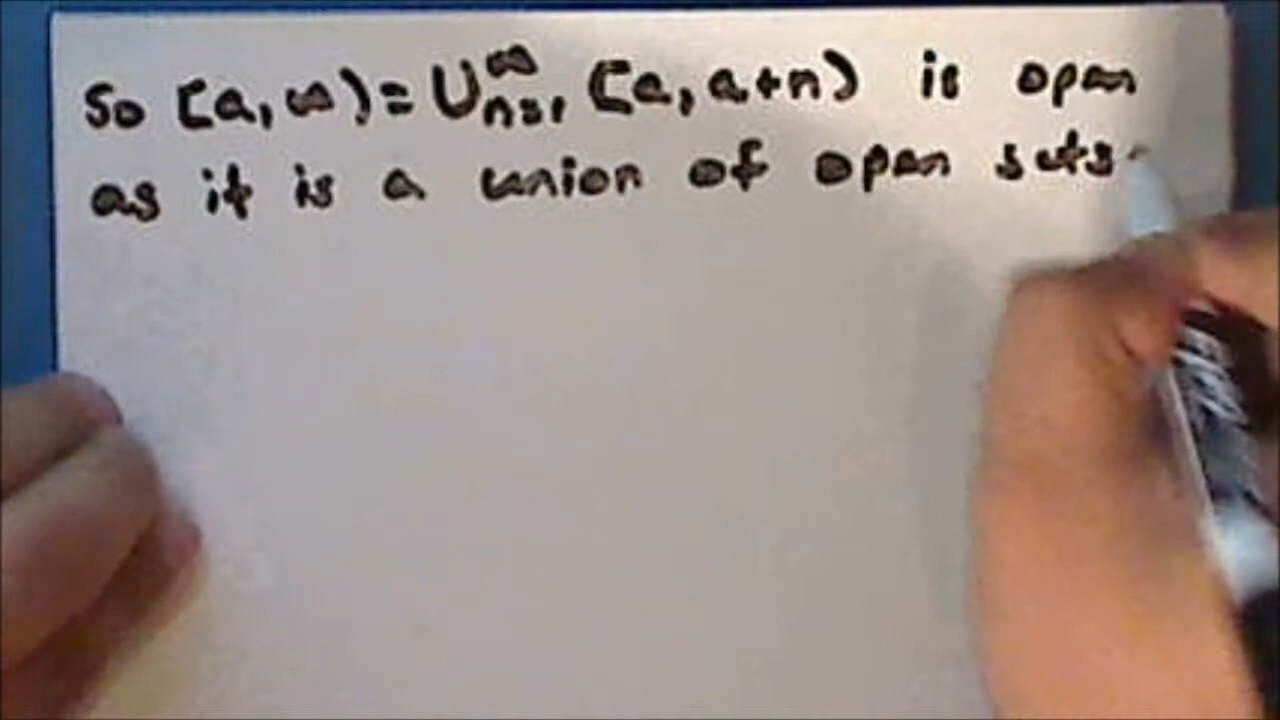 So [a, ∞) = ∪_{n=1}^∞ [a, a+n) is open
as it is a union of open sets.